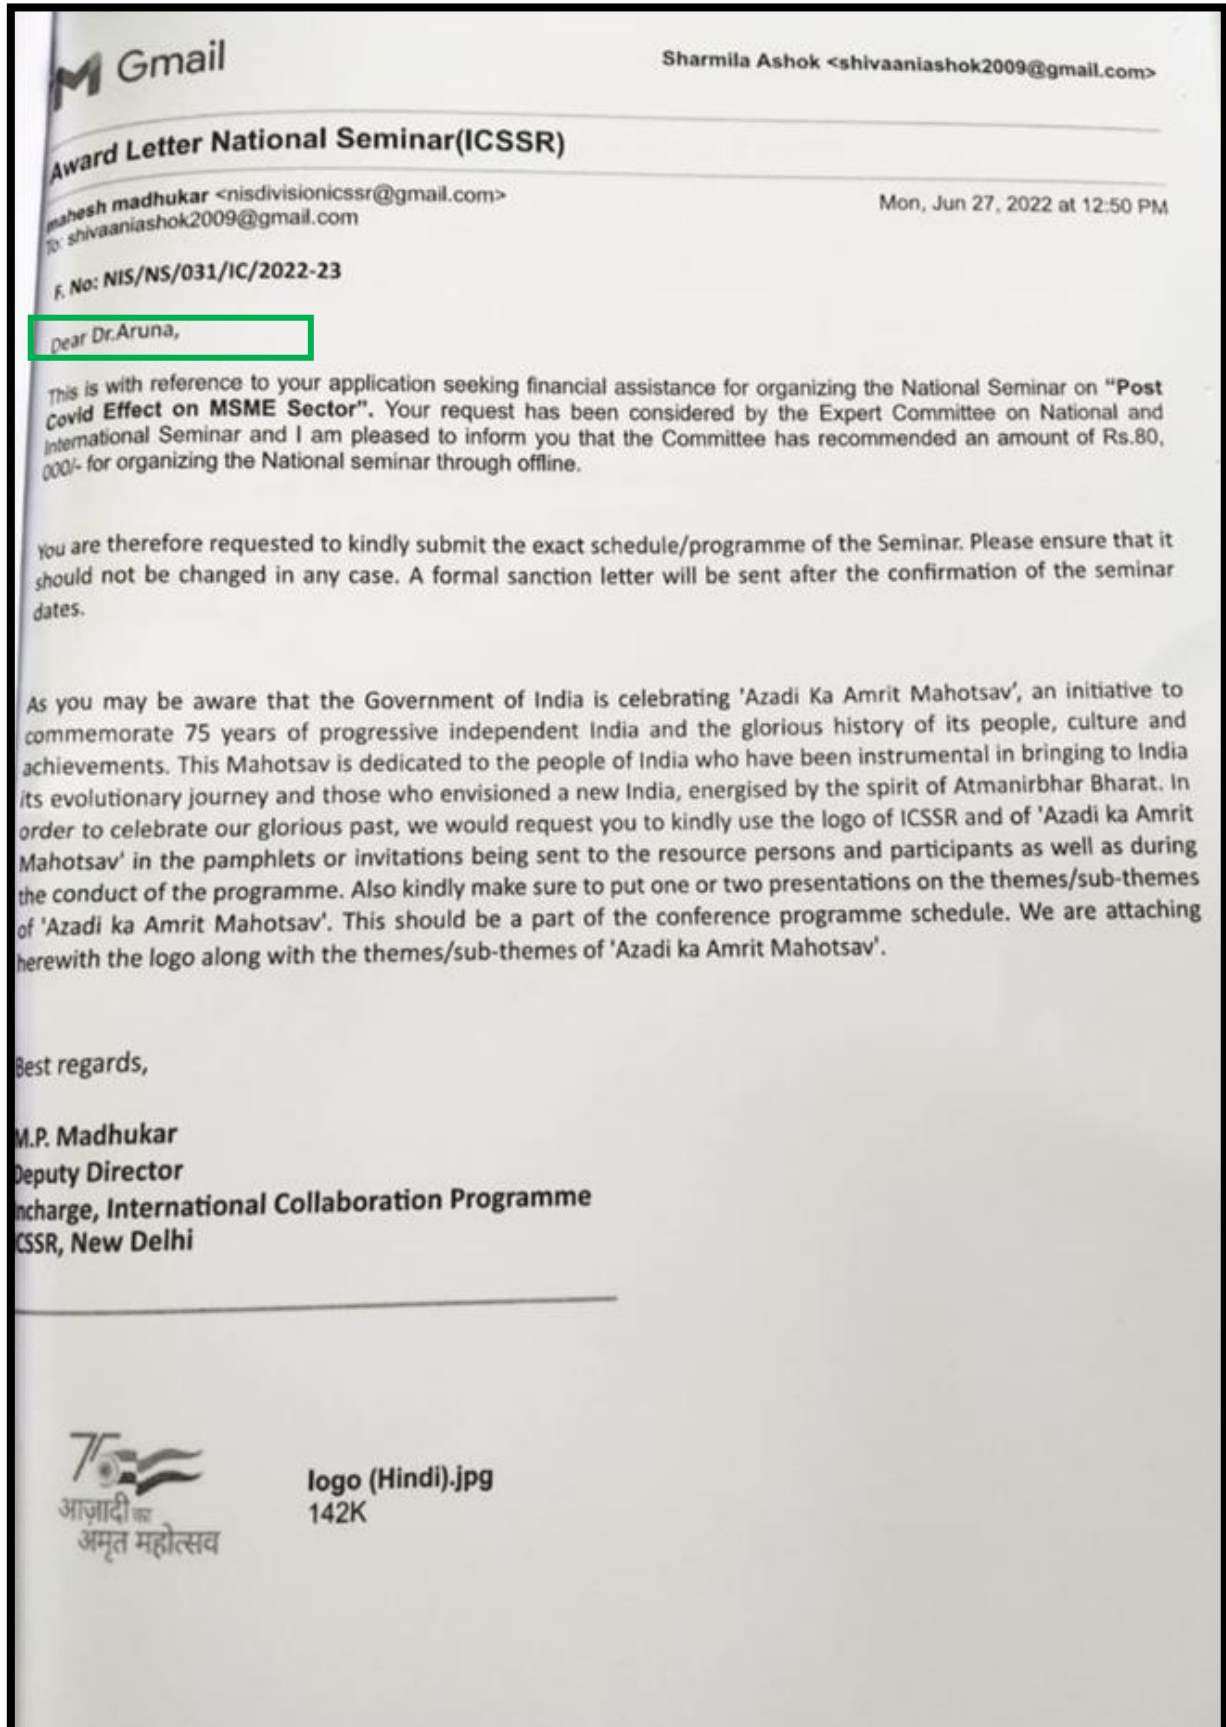 Gmail
Sharmila Ashok <shivaaniashok2009@gmail.com>
Award Letter National Seminar(ICSSR)
mahesh madhukar <nisdivisionicssr@gmail.com>
Mon, Jun 27, 2022 at 12:50 PM
To: shivaaniashok2009@gmail.com
F. No: NIS/NS/031/IC/2022-23
Dear Dr.Aruna,
This is with reference to your application seeking financial assistance for organizing the National Seminar on "Post
Covid Effect on MSME Sector". Your request has been considered by the Expert Committee on National and
International Seminar and I am pleased to inform you that the Committee has recommended an amount of Rs.80,
000/- for organizing the National seminar through offline.
You are therefore requested to kindly submit the exact schedule/programme of the Seminar. Please ensure that it
should not be changed in any case. A formal sanction letter will be sent after the confirmation of the seminar
dates.
As you may be aware that the Government of India is celebrating 'Azadi Ka Amrit Mahotsav', an initiative to
commemorate 75 years of progressive independent India and the glorious history of its people, culture and
achievements. This Mahotsav is dedicated to the people of India who have been instrumental in bringing to India
its evolutionary journey and those who envisioned a new India, energised by the spirit of Atmanirbhar Bharat. In
order to celebrate our glorious past, we would request you to kindly use the logo of ICSSR and of 'Azadi ka Amrit
Mahotsav' in the pamphlets or invitations being sent to the resource persons and participants as well as during
the conduct of the programme. Also kindly make sure to put one or two presentations on the themes/sub-themes
of 'Azadi ka Amrit Mahotsav'. This should be a part of the conference programme schedule. We are attaching
herewith the logo along with the themes/sub-themes of 'Azadi ka Amrit Mahotsav'.
Best regards,
M.P. Madhukar
Deputy Director
ncharge, International Collaboration Programme
CSSR, New Delhi
75
आज़ादी का
अमृत महोत्सव
logo (Hindi).jpg
142K